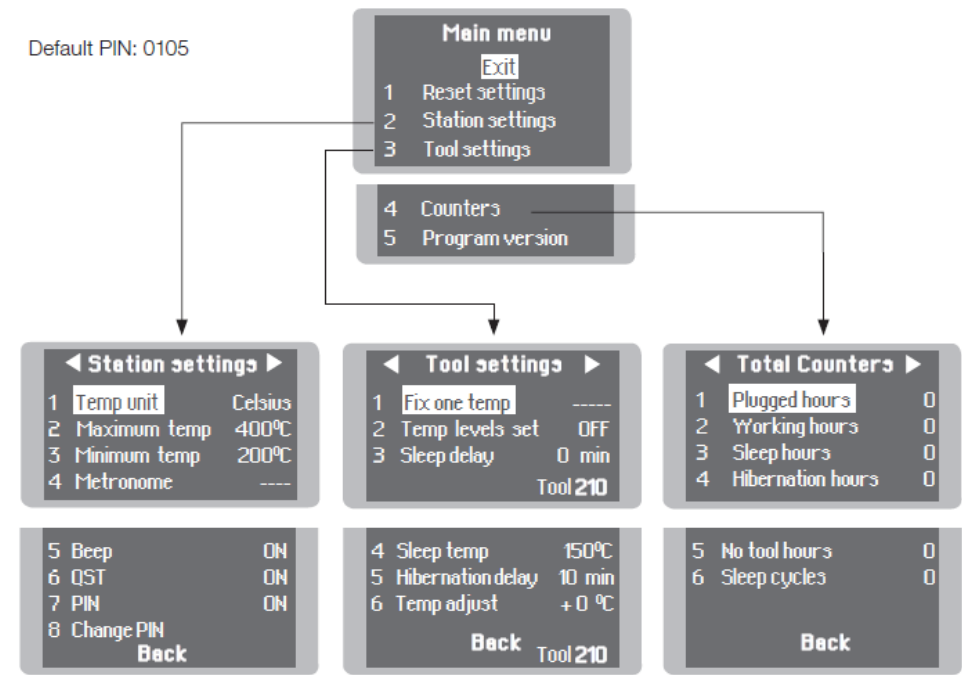 Default PIN: 0105
Main menu
Exit
1 Reset settings
2 Station settings
3 Tool settings
4 Counters
5 Program version
◀ Station settings ▶
1 Temp unit Celsius
2 Maximum temp 400ºC
3 Minimum temp 200ºC
4 Metronome ----
5 Beep ON
6 QST ON
7 PIN ON
8 Change PIN
Back
◀ Tool settings ▶
1 Fix one temp -----
2 Temp levels set OFF
3 Sleep delay 0 min
Tool 210
4 Sleep temp 150ºC
5 Hibernation delay 10 min
6 Temp adjust +0 ºC
Back Tool 210
◀ Total Counters ▶
1 Plugged hours 0
2 Working hours 0
3 Sleep hours 0
4 Hibernation hours 0
5 No tool hours 0
6 Sleep cycles 0
Back